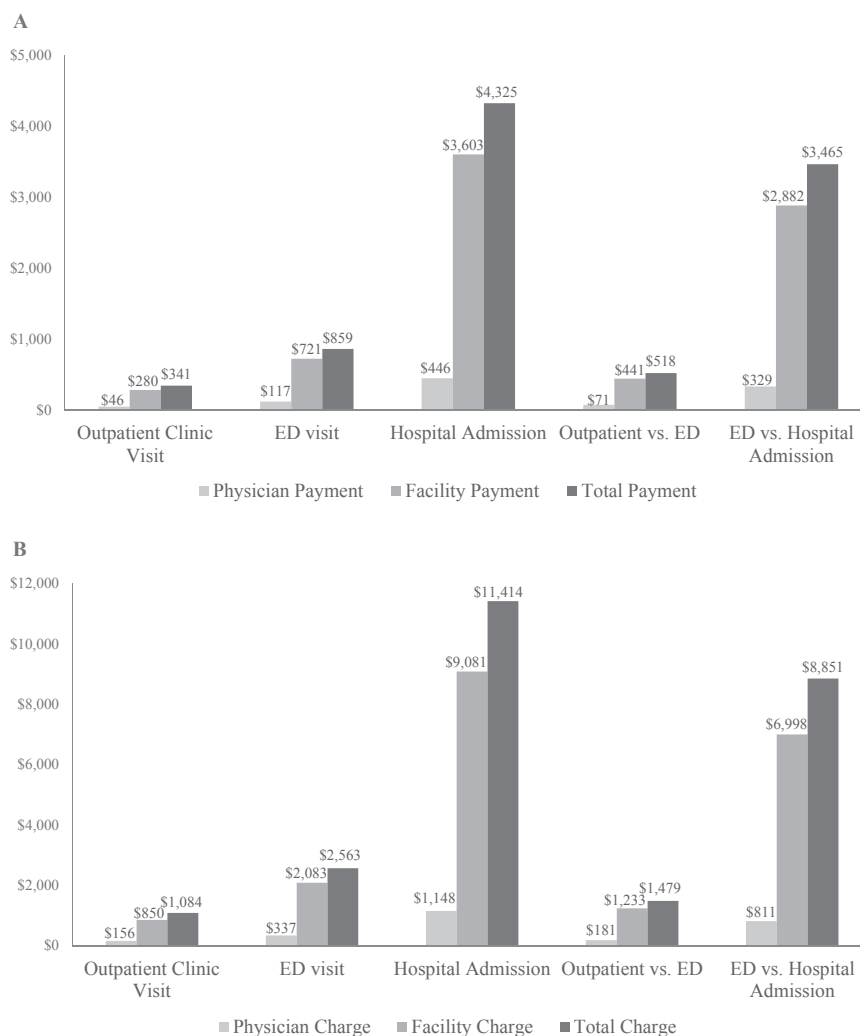 A
$5,000
$4,000
$3,000
$2,000
$1,000
$0
$46 $280 $341
$117 $721 $859
$446 $3,603 $4,325
$71 $441 $518
$329 $2,882 $3,465
Outpatient Clinic
Visit
ED visit
Hospital Admission
Outpatient vs. ED
ED vs. Hospital
Admission
Physician Payment Facility Payment Total Payment
B
$12,000
$10,000
$8,000
$6,000
$4,000
$2,000
$0
$156 $850 $1,084
$337 $2,083 $2,563
$1,148 $9,081 $11,414
$181 $1,233 $1,479
$811 $6,998 $8,851
Outpatient Clinic
Visit
ED visit
Hospital Admission
Outpatient vs. ED
ED vs. Hospital
Admission
Physician Charge Facility Charge Total Charge